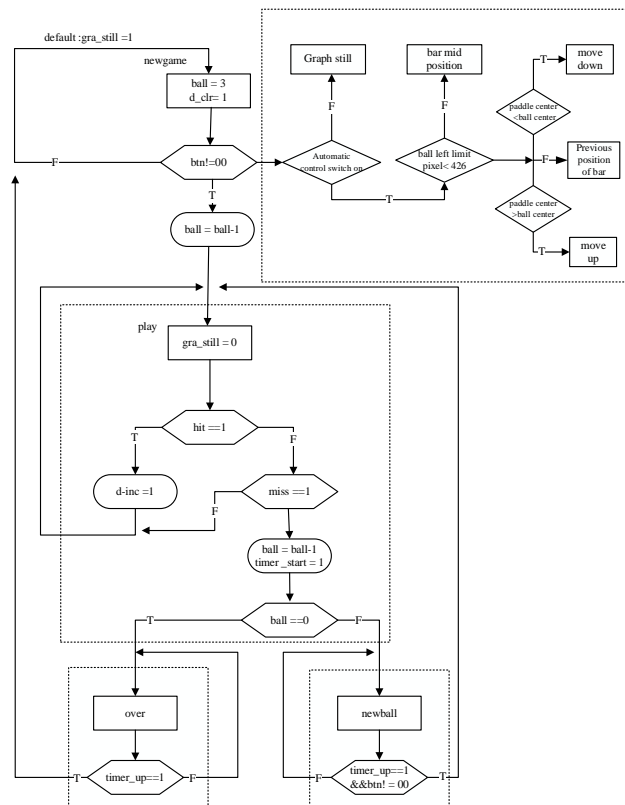 default :gra_still =1
newgame
ball = 3
d_clr= 1
btn!=00
F
T
ball = ball-1
Graph still
F
Automatic
control switch on
T
bar mid
position
F
ball left limit
pixel< 426
T
move
down
paddle center
<ball center
F
Previous
position
of bar
paddle center
>ball center
T
move
up
play
gra_still = 0
hit ==1
T
F
d-inc =1
miss ==1
F
ball = ball-1
timer _start = 1
ball ==0
T
F
over
timer_up==1
T
F
newball
timer_up==1
&&btn! = 00
F
T